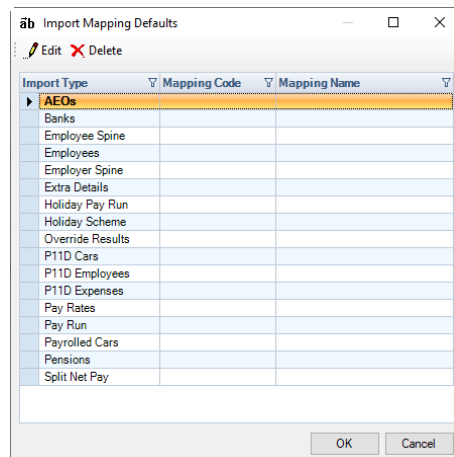 äb Import Mapping Defaults
Edit Delete
Import Type Mapping Code Mapping Name
AEOs
Banks
Employee Spine
Employees
Employer Spine
Extra Details
Holiday Pay Run
Holiday Scheme
Override Results
P11D Cars
P11D Employees
P11D Expenses
Pay Rates
Pay Run
Payrolled Cars
Pensions
Split Net Pay
OK Cancel